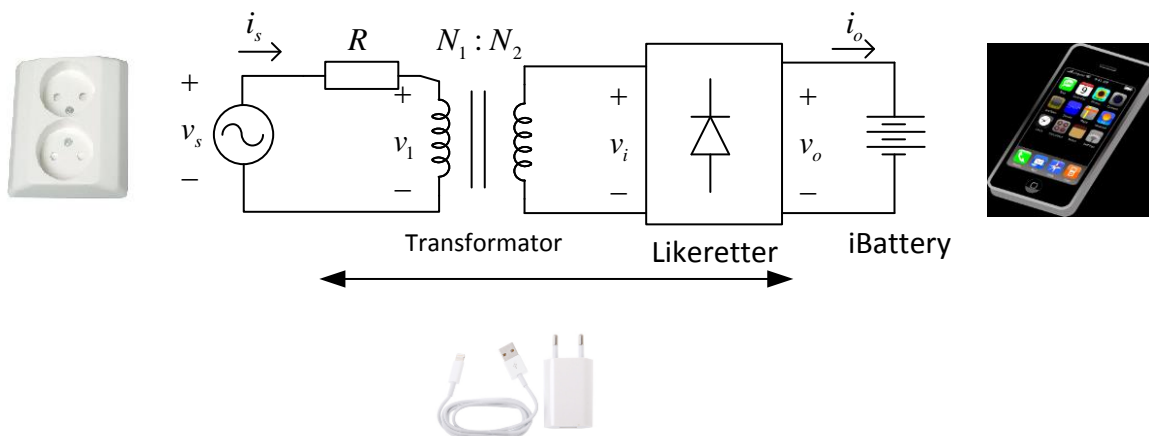 i_s
R
N_1 : N_2
i_o
+
+
+
+
v_s
v_1
v_i
v_o
−
−
−
−
Transformator
Likeretter
iBattery